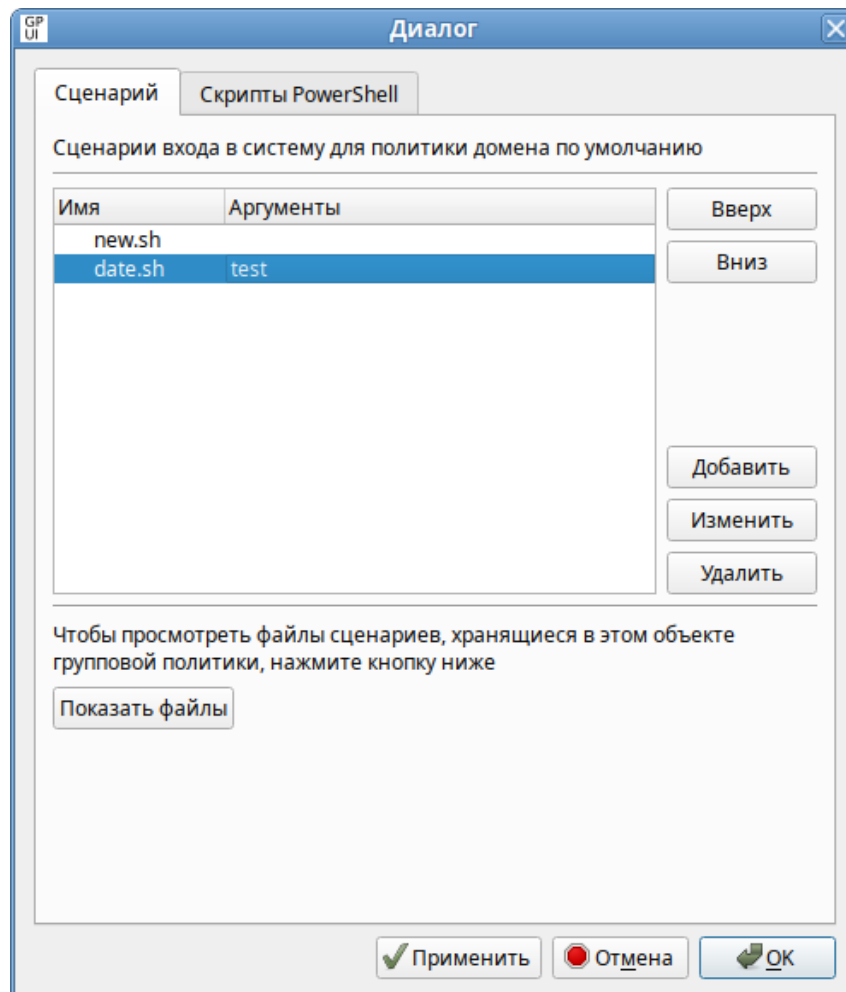 GP
UI
Диалог
Сценарий Скрипты PowerShell
Сценарии входа в систему для политики домена по умолчанию
Имя Аргументы
new.sh
date.sh test
Вверх
Вниз
Добавить
Изменить
Удалить
Чтобы просмотреть файлы сценариев, хранящиеся в этом объекте
групповой политики, нажмите кнопку ниже
Показать файлы
Применить Отмена OK